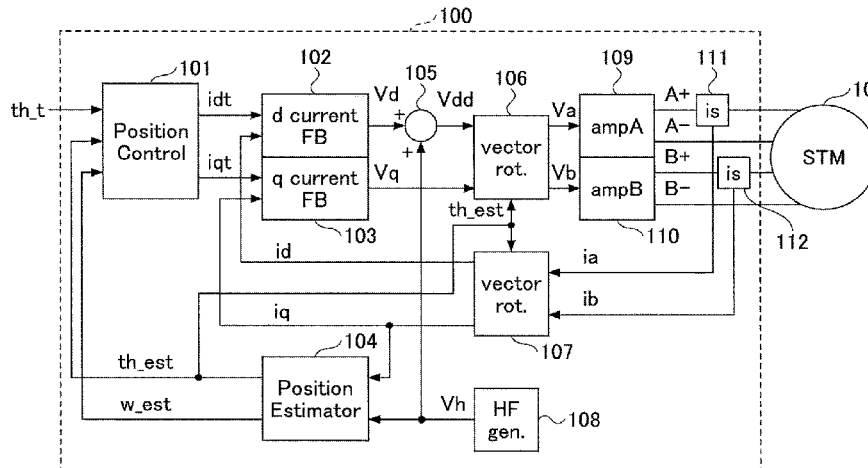 100
101
102
105
106
109
111
10
th_t
idt
Vd
Vdd
Va
A+
is
Position
Control
d current
FB
+
+
vector
rot.
ampA
A-
STM
iqt
q current
FB
Vq
Vb
ampB
B+
is
B-
103
th_est
110
112
id
vector
rot.
ia
iq
ib
104
107
th_est
Position
Estimator
w_est
Vh
HF
gen.
108